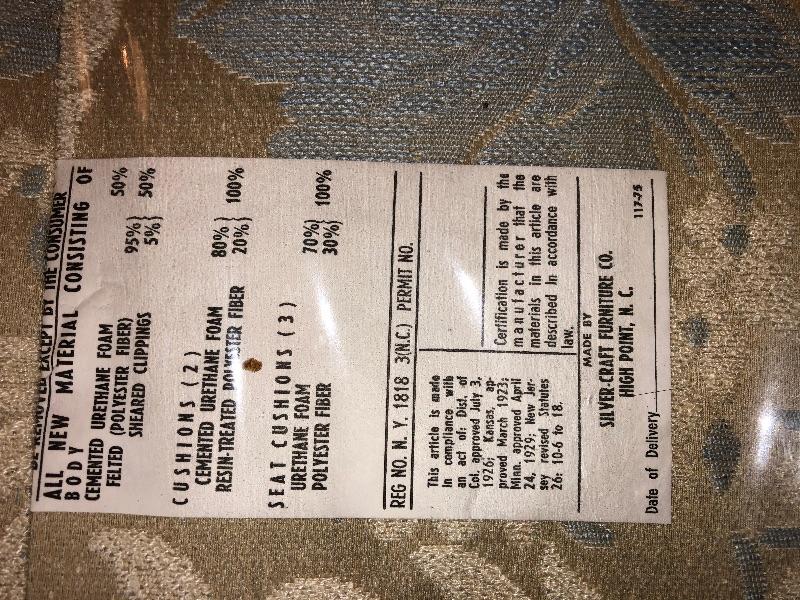 BE REMOVED EXCEPT BY THE CONSUMER
ALL NEW MATERIAL CONSISTING OF
BODY
CEMENTED URETHANE FOAM 50%
FELTED (POLYESTER FIBER) 95%} 50%
SHEARED CLIPPINGS 5%}
CUSHIONS (2)
CEMENTED URETHANE FOAM 80%} 100%
RESIN-TREATED POLYESTER FIBER 20%}
SEAT CUSHIONS (3)
URETHANE FOAM 70%} 100%
POLYESTER FIBER 30%}
REG NO. N. Y. 1818 3(N.C.) PERMIT NO.
This article is made
in compliance with
an act of: Dist. of
Col. approved July 3,
1926; Kansas, ap-
proved March 1923;
Minn. approved April
24, 1929; New Jer-
sey revised Statutes
26: 10-6 to 18.
Certification is made by the
manufacturer that the
materials in this article are
described in accordance with
law.
MADE BY
SILVER-CRAFT FURNITURE CO.
HIGH POINT, N. C.
117-75
Date of Delivery